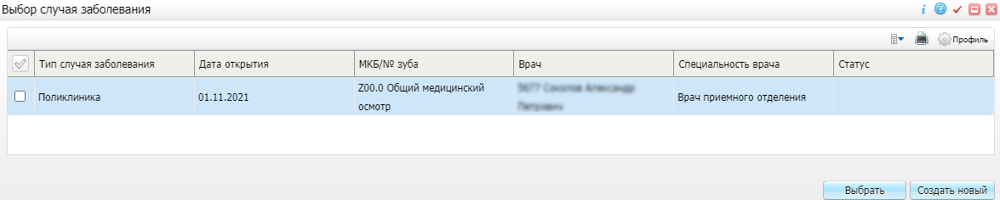 Выбор случая заболевания
Профиль
Тип случая заболевания Дата открытия МКБ/№ зуба Врач Специальность врача Статус
Поликлиника 01.11.2021 Z00.0 Общий медицинский осмотр Врач приемного отделения
Выбрать Создать новый